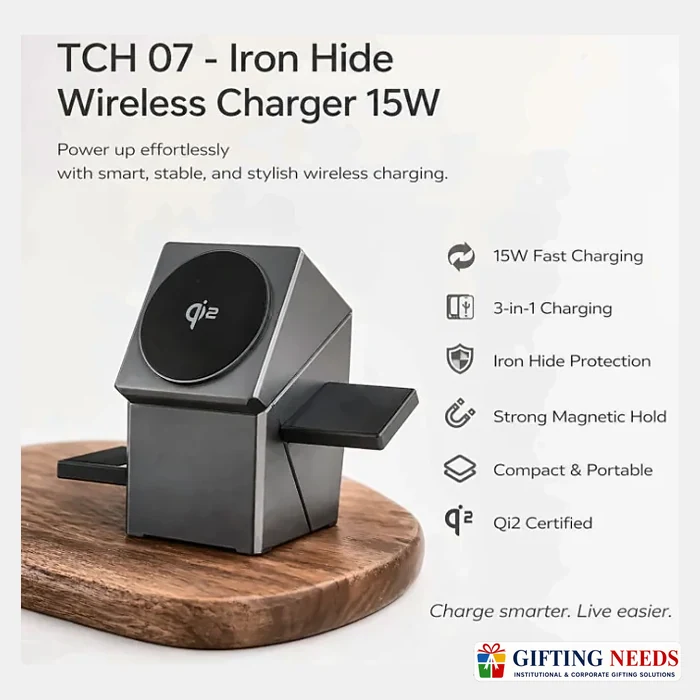 TCH 07 - Iron Hide
Wireless Charger 15W
Power up effortlessly
with smart, stable, and stylish wireless charging.
Qi2
15W Fast Charging
3-in-1 Charging
Iron Hide Protection
Strong Magnetic Hold
Compact & Portable
Qi2
Qi2 Certified
Charge smarter. Live easier.
GIFTING NEEDS
INSTITUTIONAL & CORPORATE GIFTING SOLUTIONS